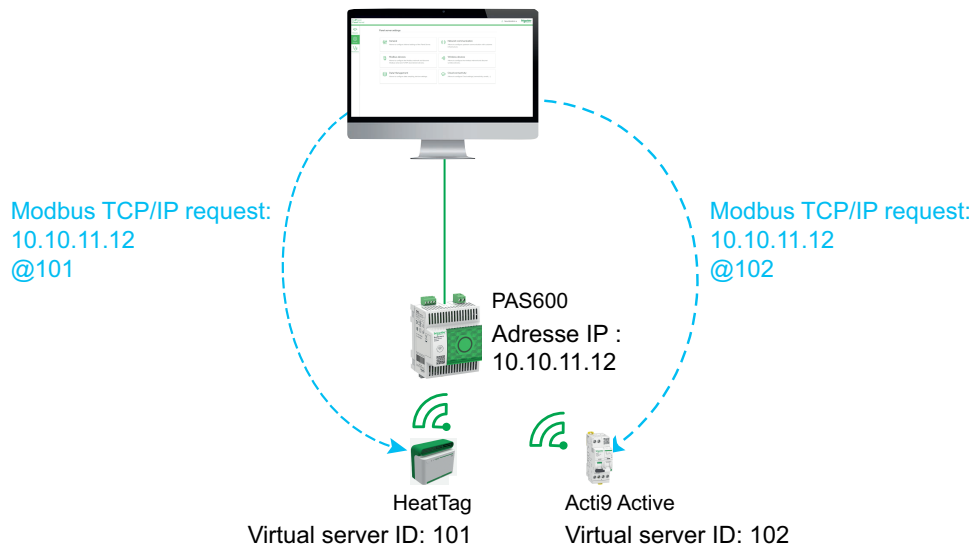 Modbus TCP/IP request:
10.10.11.12
@101
Modbus TCP/IP request:
10.10.11.12
@102
PAS600
Adresse IP :
10.10.11.12
HeatTag
Virtual server ID: 101
Acti9 Active
Virtual server ID: 102